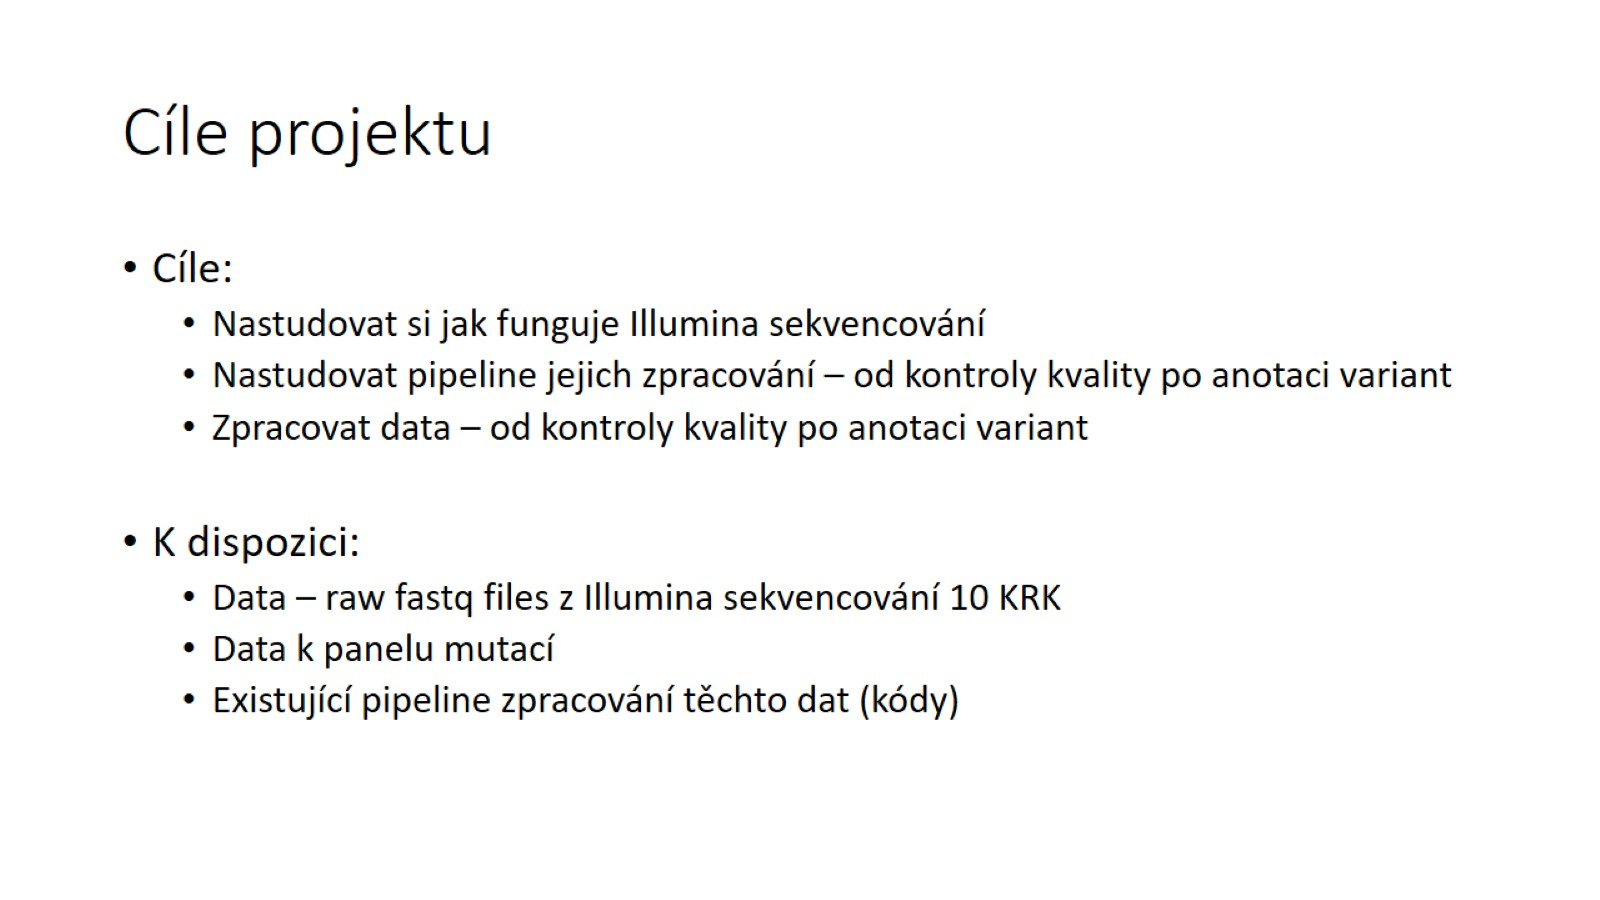 Cíle projektu
• Cíle:
• Nastudovat si jak funguje Illumina sekvencování
• Nastudovat pipeline jejich zpracování – od kontroly kvality po anotaci variant
• Zpracovat data – od kontroly kvality po anotaci variant
• K dispozici:
• Data – raw fastq files z Illumina sekvencování 10 KRK
• Data k panelu mutací
• Existující pipeline zpracování těchto dat (kódy)